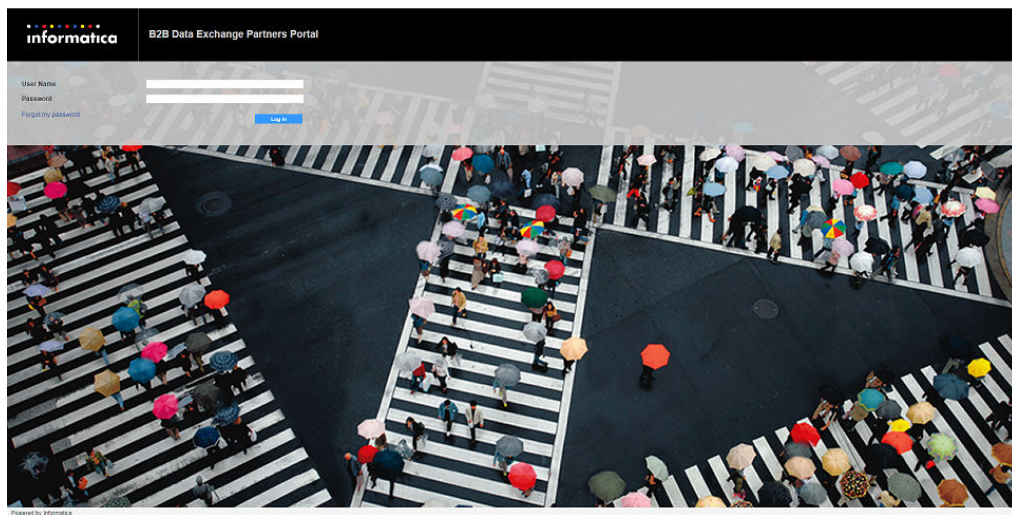 informatica
B2B Data Exchange Partners Portal
User Name
Password
Forgot my password
Log In
Powered by Informatica